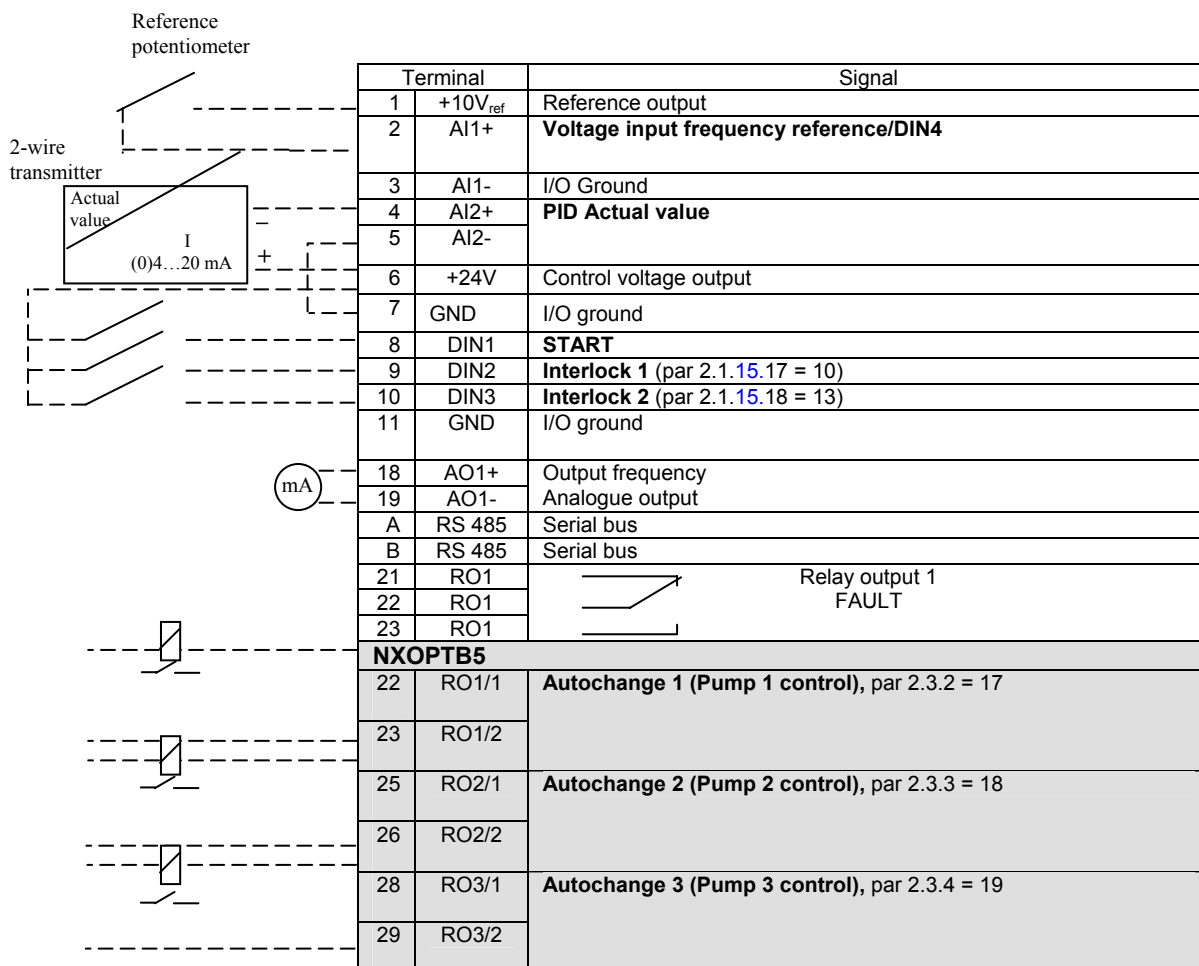 Reference
potentiometer
Terminal Signal
1 +10Vref Reference output
2 AI1+ Voltage input frequency reference/DIN4
2-wire
transmitter
3 AI1- I/O Ground
Actual
value
4 AI2+ PID Actual value
–
5 AI2-
I
(0)4…20 mA
+
6 +24V Control voltage output
7 GND I/O ground
8 DIN1 START
9 DIN2 Interlock 1 (par 2.1.15.17 = 10)
10 DIN3 Interlock 2 (par 2.1.15.18 = 13)
11 GND I/O ground
mA
18 AO1+ Output frequency
19 AO1- Analogue output
A RS 485 Serial bus
B RS 485 Serial bus
21 RO1 Relay output 1
22 RO1 FAULT
23 RO1
NXOPTB5
22 RO1/1 Autochange 1 (Pump 1 control), par 2.3.2 = 17
23 RO1/2
25 RO2/1 Autochange 2 (Pump 2 control), par 2.3.3 = 18
26 RO2/2
28 RO3/1 Autochange 3 (Pump 3 control), par 2.3.4 = 19
29 RO3/2